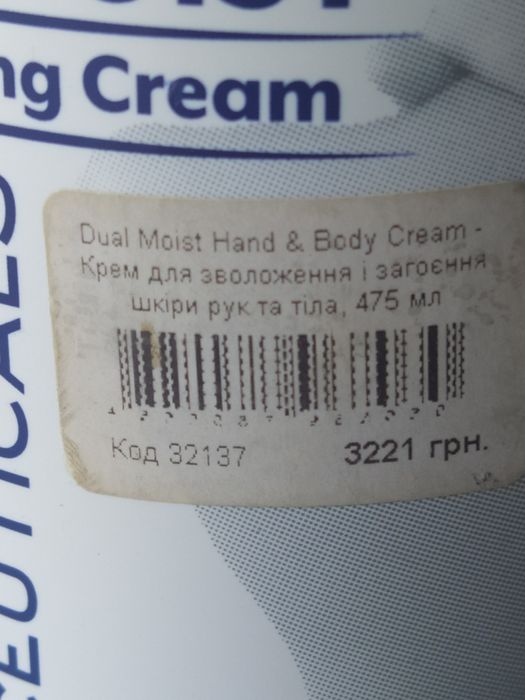 ng Cream
Dual Moist Hand & Body Cream -
Крем для зволоження і загоєння
шкіри рук та тіла, 475 мл
Код 32137
3221 грн.